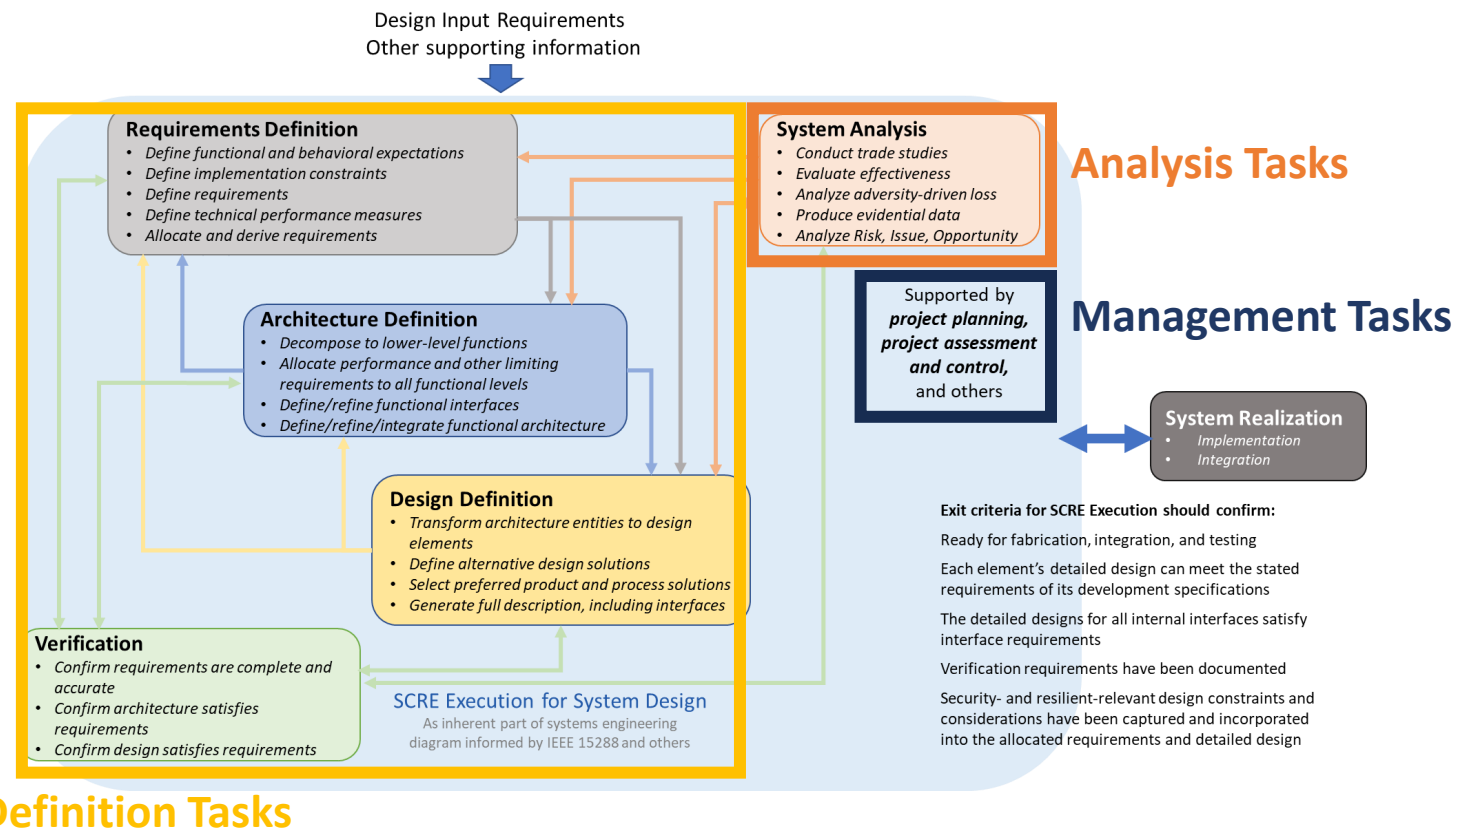 Design Input Requirements
Other supporting information
Requirements Definition
• Define functional and behavioral expectations
• Define implementation constraints
• Define requirements
• Define technical performance measures
• Allocate and derive requirements
System Analysis
• Conduct trade studies
• Evaluate effectiveness
• Analyze adversity-driven loss
• Produce evidential data
• Analyze Risk, Issue, Opportunity
Analysis Tasks
Supported by
project planning,
project assessment
and control,
and others
Management Tasks
Architecture Definition
• Decompose to lower-level functions
• Allocate performance and other limiting
requirements to all functional levels
• Define/refine functional interfaces
• Define/refine/integrate functional architecture
System Realization
• Implementation
• Integration
Design Definition
• Transform architecture entities to design
elements
• Define alternative design solutions
• Select preferred product and process solutions
• Generate full description, including interfaces
Exit criteria for SCRE Execution should confirm:
Ready for fabrication, integration, and testing
Each element's detailed design can meet the stated
requirements of its development specifications
The detailed designs for all internal interfaces satisfy
interface requirements
Verification requirements have been documented
Security- and resilient-relevant design constraints and
considerations have been captured and incorporated
into the allocated requirements and detailed design
Verification
• Confirm requirements are complete and
accurate
• Confirm architecture satisfies
requirements
• Confirm design satisfies requirements
SCRE Execution for System Design
As inherent part of systems engineering
diagram informed by IEEE 15288 and others
Definition Tasks